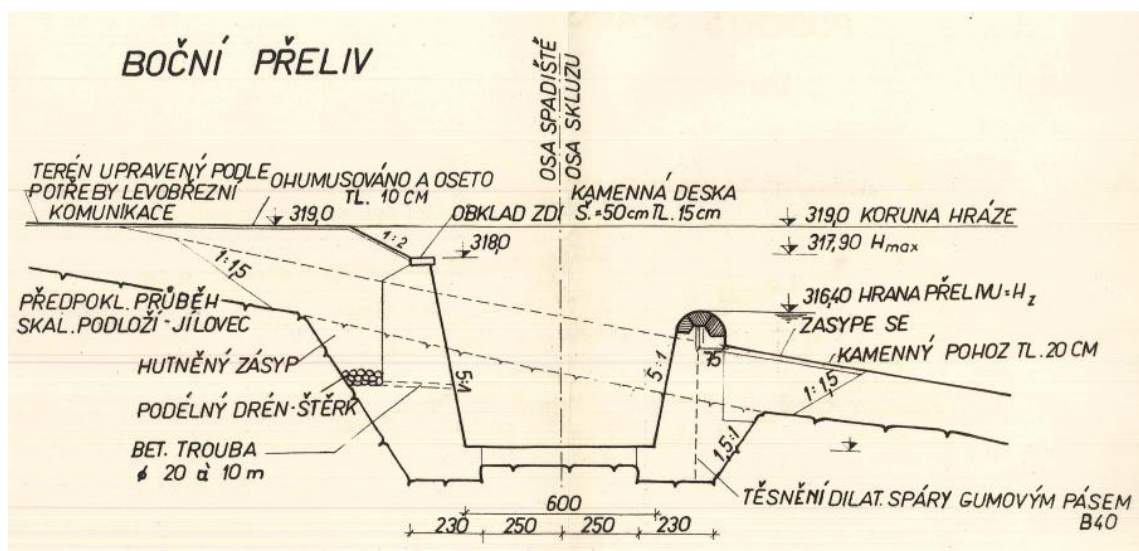 BOČNÍ PŘELIV
OSA SPADIŠTĚ
OSA SKLUZU
TERÉN UPRAVENÝ PODLE
POTŘEBY LEVOBŘEZNÍ
KOMUNIKACE
OHUMUSOVÁNO A OSETO
TL. 10 CM
319,0
1:2
OBKLAD ZDI
KAMENNÁ DESKA
Š.=50cm TL. 15cm
318,0
319,0 KORUNA HRÁZE
317,90 Hmax
316,40 HRANA PŘELIVU=Hz
ZASYPE SE
KAMENNÝ POHOZ TL. 20 CM
1:1,5
PŘEDPOKL. PRŮBĚH
SKAL. PODLOŽÍ-JÍLOVEC
HUTNĚNÝ ZÁSYP
5:1
5:1
75
1:1,5
PODÉLNÝ DRÉN-ŠTĚRK
BET. TROUBA
ϕ 20 à 10 m
1,5:1
TĚSNĚNÍ DILAT. SPÁRY GUMOVÝM PÁSEM
B40
600
230 250 250 230